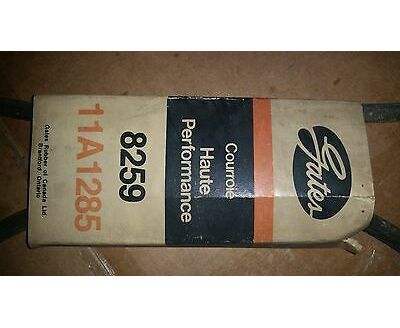 Gates
Courroie
Haute
Performance
8259
11A1285
Gates Rubber of Canada Ltd.
Brantford, Ontario